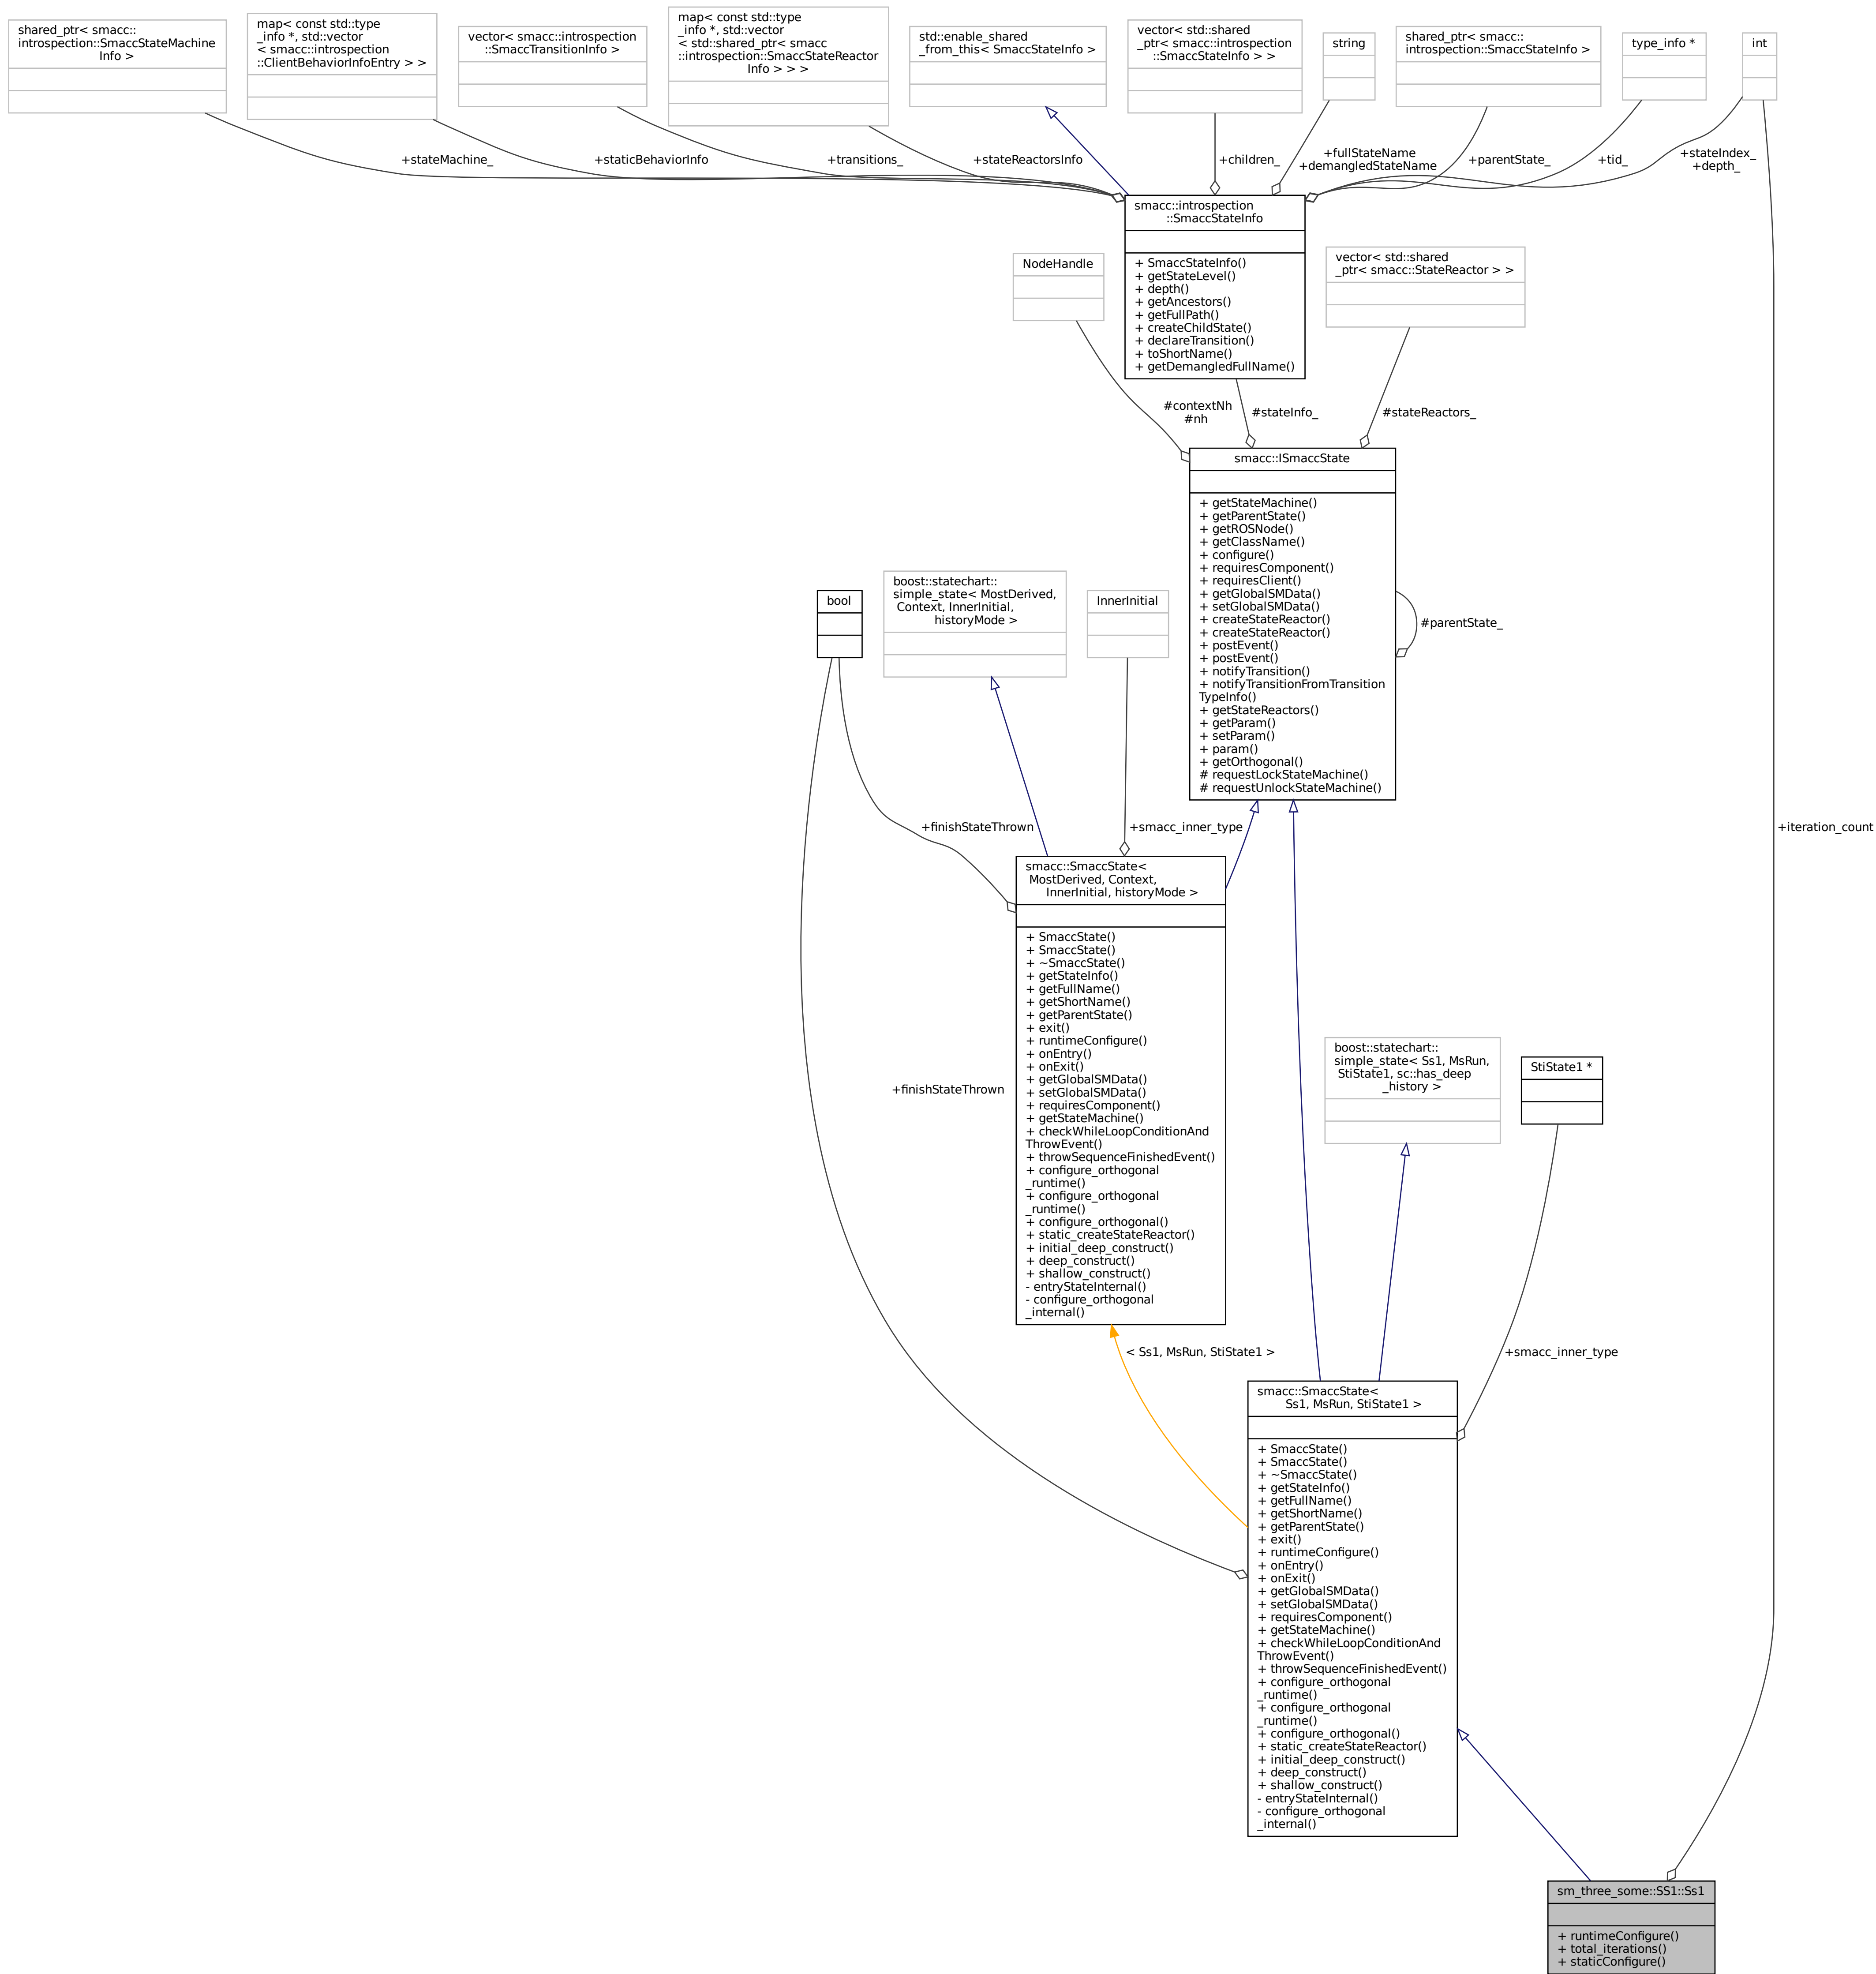 shared_ptr< smacc::
introspection::SmaccStateMachine
Info >
map< const std::type
_info *, std::vector
< smacc::introspection
::ClientBehaviorInfoEntry > >
vector< smacc::introspection
::SmaccTransitionInfo >
map< const std::type
_info *, std::vector
< std::shared_ptr< smacc
::introspection::SmaccStateReactor
Info > > >
std::enable_shared
_from_this< SmaccStateInfo >
vector< std::shared
_ptr< smacc::introspection
::SmaccStateInfo > >
string
shared_ptr< smacc::
introspection::SmaccStateInfo >
type_info *
int
+stateMachine_
+staticBehaviorInfo
+transitions_
+stateReactorsInfo
+children_
+fullStateName
+demangledStateName
+parentState_
+tid_
+stateIndex_
+depth_
smacc::introspection
::SmaccStateInfo
+ SmaccStateInfo()
+ getStateLevel()
+ depth()
+ getAncestors()
+ getFullPath()
+ createChildState()
+ declareTransition()
+ toShortName()
+ getDemangledFullName()
NodeHandle
vector< std::shared
_ptr< smacc::StateReactor > >
#contextNh
#nh
#stateInfo_
#stateReactors_
smacc::ISmaccState
+ getStateMachine()
+ getParentState()
+ getROSNode()
+ getClassName()
+ configure()
+ requiresComponent()
+ requiresClient()
+ getGlobalSMData()
+ setGlobalSMData()
+ createStateReactor()
+ createStateReactor()
+ postEvent()
+ postEvent()
+ notifyTransition()
+ notifyTransitionFromTransition
TypeInfo()
+ getStateReactors()
+ getParam()
+ setParam()
+ param()
+ getOrthogonal()
# requestLockStateMachine()
# requestUnlockStateMachine()
#parentState_
bool
boost::statechart::
simple_state< MostDerived,
Context, InnerInitial,
historyMode >
InnerInitial
+finishStateThrown
+smacc_inner_type
+iteration_count
smacc::SmaccState<
MostDerived, Context,
InnerInitial, historyMode >
+ SmaccState()
+ SmaccState()
+ ~SmaccState()
+ getStateInfo()
+ getFullName()
+ getShortName()
+ getParentState()
+ exit()
+ runtimeConfigure()
+ onEntry()
+ onExit()
+ getGlobalSMData()
+ setGlobalSMData()
+ requiresComponent()
+ getStateMachine()
+ checkWhileLoopConditionAnd
ThrowEvent()
+ throwSequenceFinishedEvent()
+ configure_orthogonal
_runtime()
+ configure_orthogonal
_runtime()
+ configure_orthogonal()
+ static_createStateReactor()
+ initial_deep_construct()
+ deep_construct()
+ shallow_construct()
- entryStateInternal()
- configure_orthogonal
_internal()
+finishStateThrown
boost::statechart::
simple_state< Ss1, MsRun,
StiState1, sc::has_deep
_history >
StiState1 *
< Ss1, MsRun, StiState1 >
+smacc_inner_type
smacc::SmaccState<
Ss1, MsRun, StiState1 >
+ SmaccState()
+ SmaccState()
+ ~SmaccState()
+ getStateInfo()
+ getFullName()
+ getShortName()
+ getParentState()
+ exit()
+ runtimeConfigure()
+ onEntry()
+ onExit()
+ getGlobalSMData()
+ setGlobalSMData()
+ requiresComponent()
+ getStateMachine()
+ checkWhileLoopConditionAnd
ThrowEvent()
+ throwSequenceFinishedEvent()
+ configure_orthogonal
_runtime()
+ configure_orthogonal
_runtime()
+ configure_orthogonal()
+ static_createStateReactor()
+ initial_deep_construct()
+ deep_construct()
+ shallow_construct()
- entryStateInternal()
- configure_orthogonal
_internal()
sm_three_some::SS1::Ss1
+ runtimeConfigure()
+ total_iterations()
+ staticConfigure()